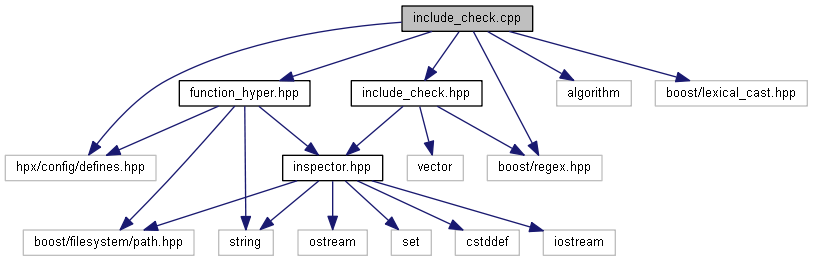 include_check.cpp
function_hyper.hpp
include_check.hpp
algorithm
boost/lexical_cast.hpp
hpx/config/defines.hpp
inspector.hpp
vector
boost/regex.hpp
boost/filesystem/path.hpp
string
ostream
set
cstddef
iostream